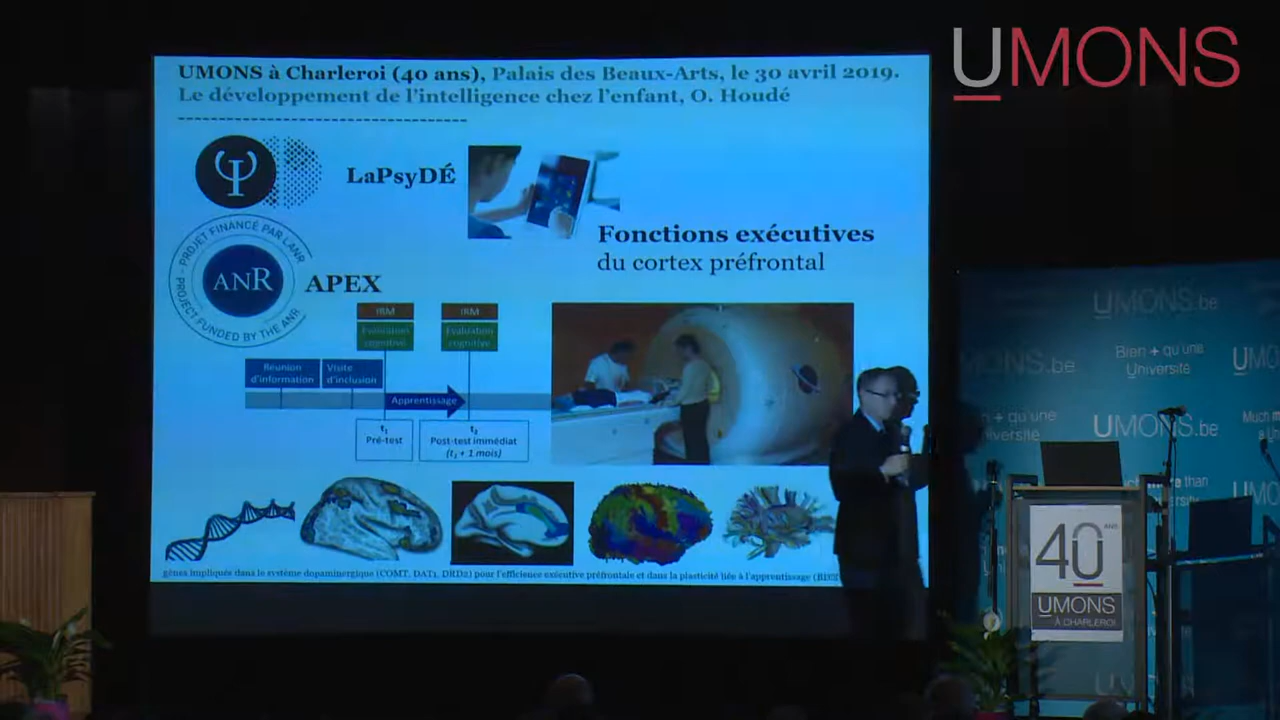 UMONS
UMONS à Charleroi (40 ans), Palais des Beaux-Arts, le 30 avril 2019.
Le développement de l'intelligence chez l'enfant, O. Houdé
LaPsyDÉ
Fonctions exécutives
du cortex préfrontal
PROJET FINANCÉ PAR L'ANR
ANR
PROJECT FUNDED BY THE ANR
APEX
IRM
IRM
Évaluation
cognitive
Évaluation
cognitive
Réunion
d'information
Visite
d'inclusion
Apprentissage
t₁
Pré-test
t₂
Post-test immédiat
(t₁ + 1 mois)
gènes impliqués dans le système dopaminergique (COMT, DAT1, DRD2) pour l'efficience exécutive préfrontale et dans la plasticité liée à l'apprentissage
UMONS.be
Bien + qu'une
Université
MONS.be
UM
n + qu'une
iversité
UMONS.be
Much m
a U
than
40
ANS
UMONS
À CHARLEROI